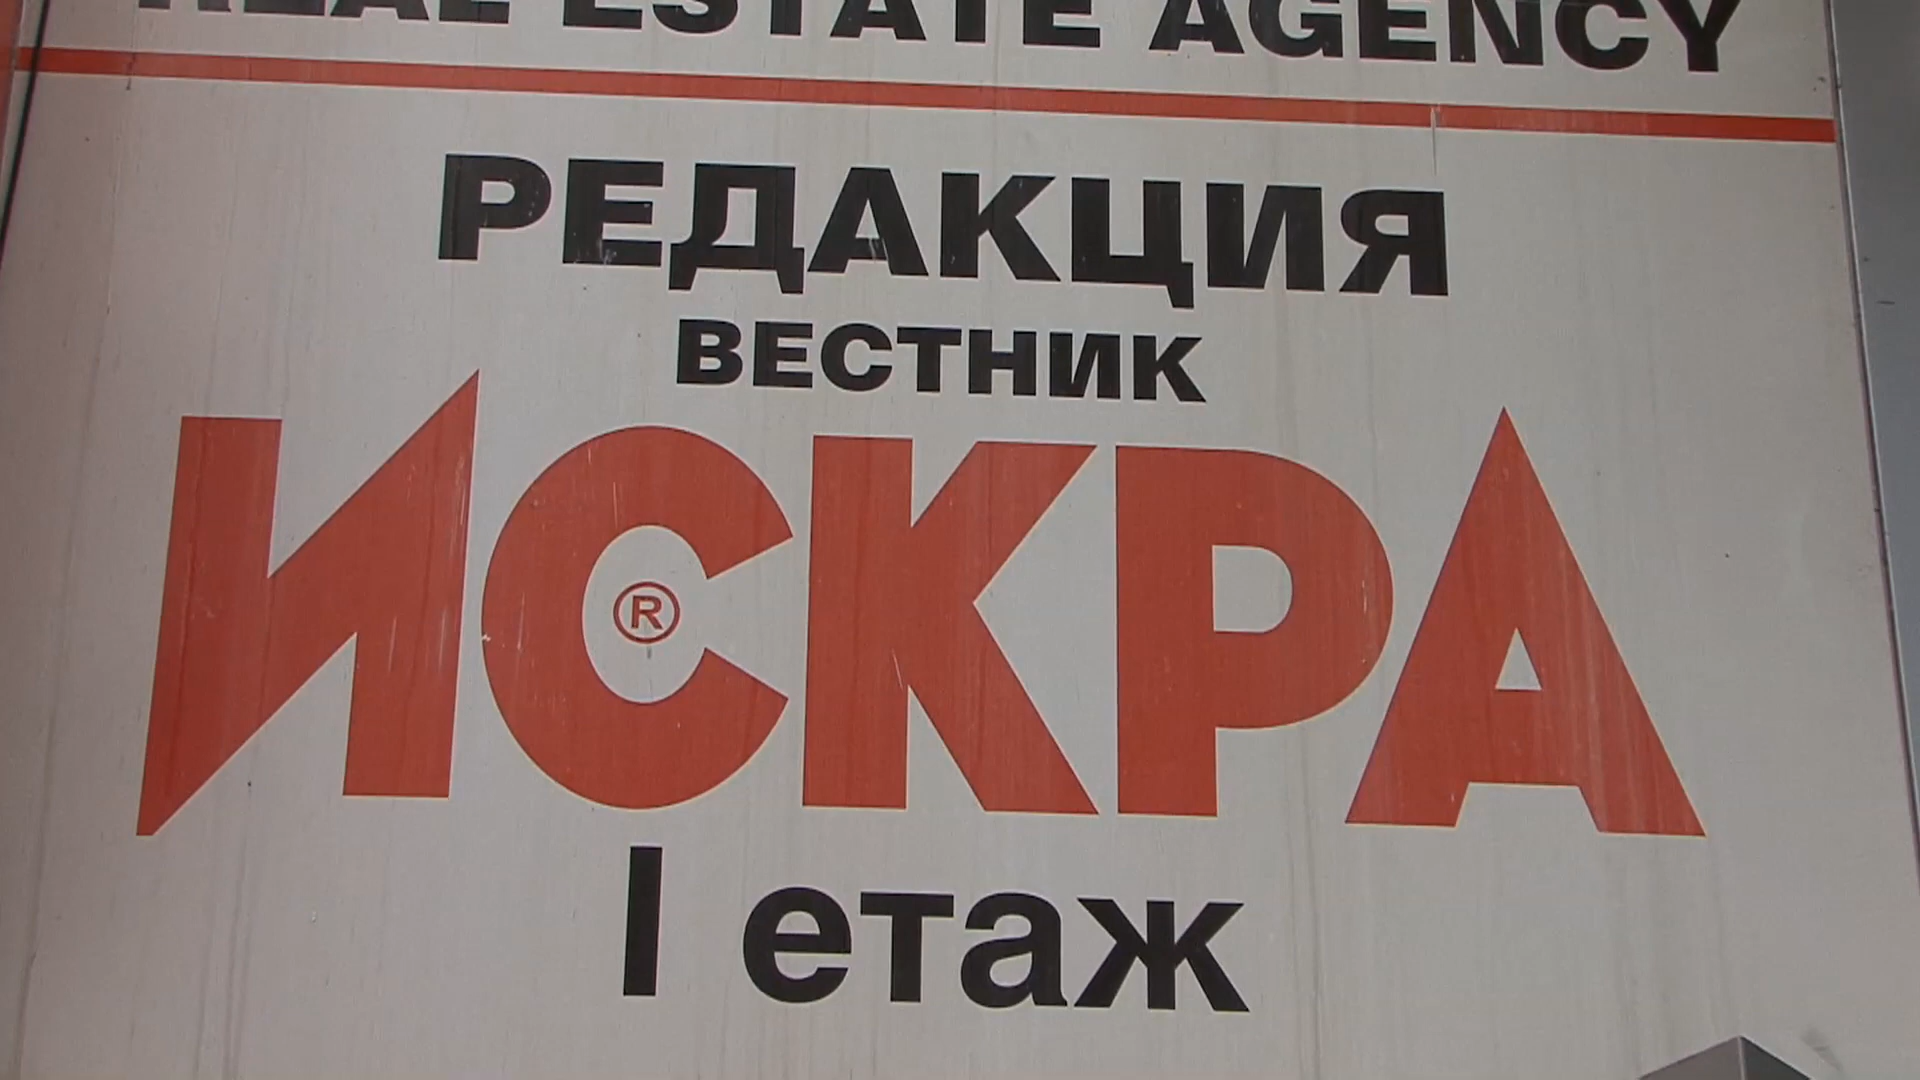 REAL ESTATE AGENCY
РЕДАКЦИЯ
ВЕСТНИК
ИСКРА
®
I етаж